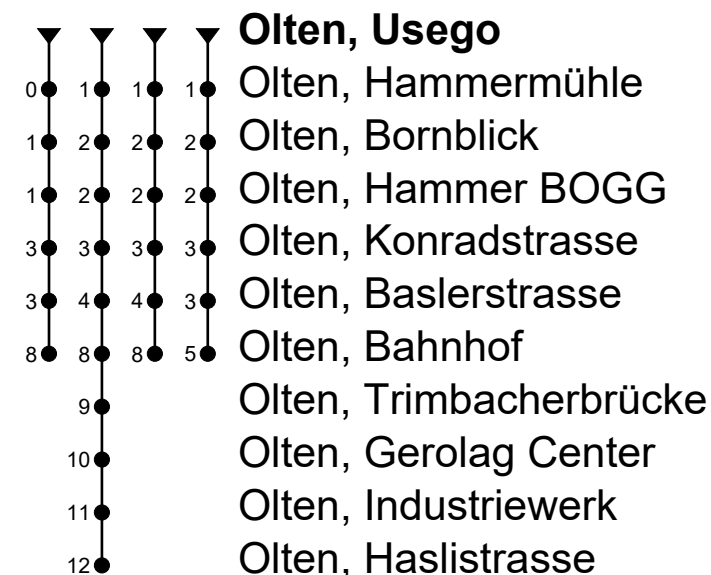 Olten, Usego
0 1 1 1 Olten, Hammermühle
1 2 2 2 Olten, Bornblick
1 2 2 2 Olten, Hammer BOGG
3 3 3 3 Olten, Konradstrasse
3 4 4 3 Olten, Baslerstrasse
8 8 8 5 Olten, Bahnhof
9 Olten, Trimbacherbrücke
10 Olten, Gerolag Center
11 Olten, Industriewerk
12 Olten, Haslistrasse